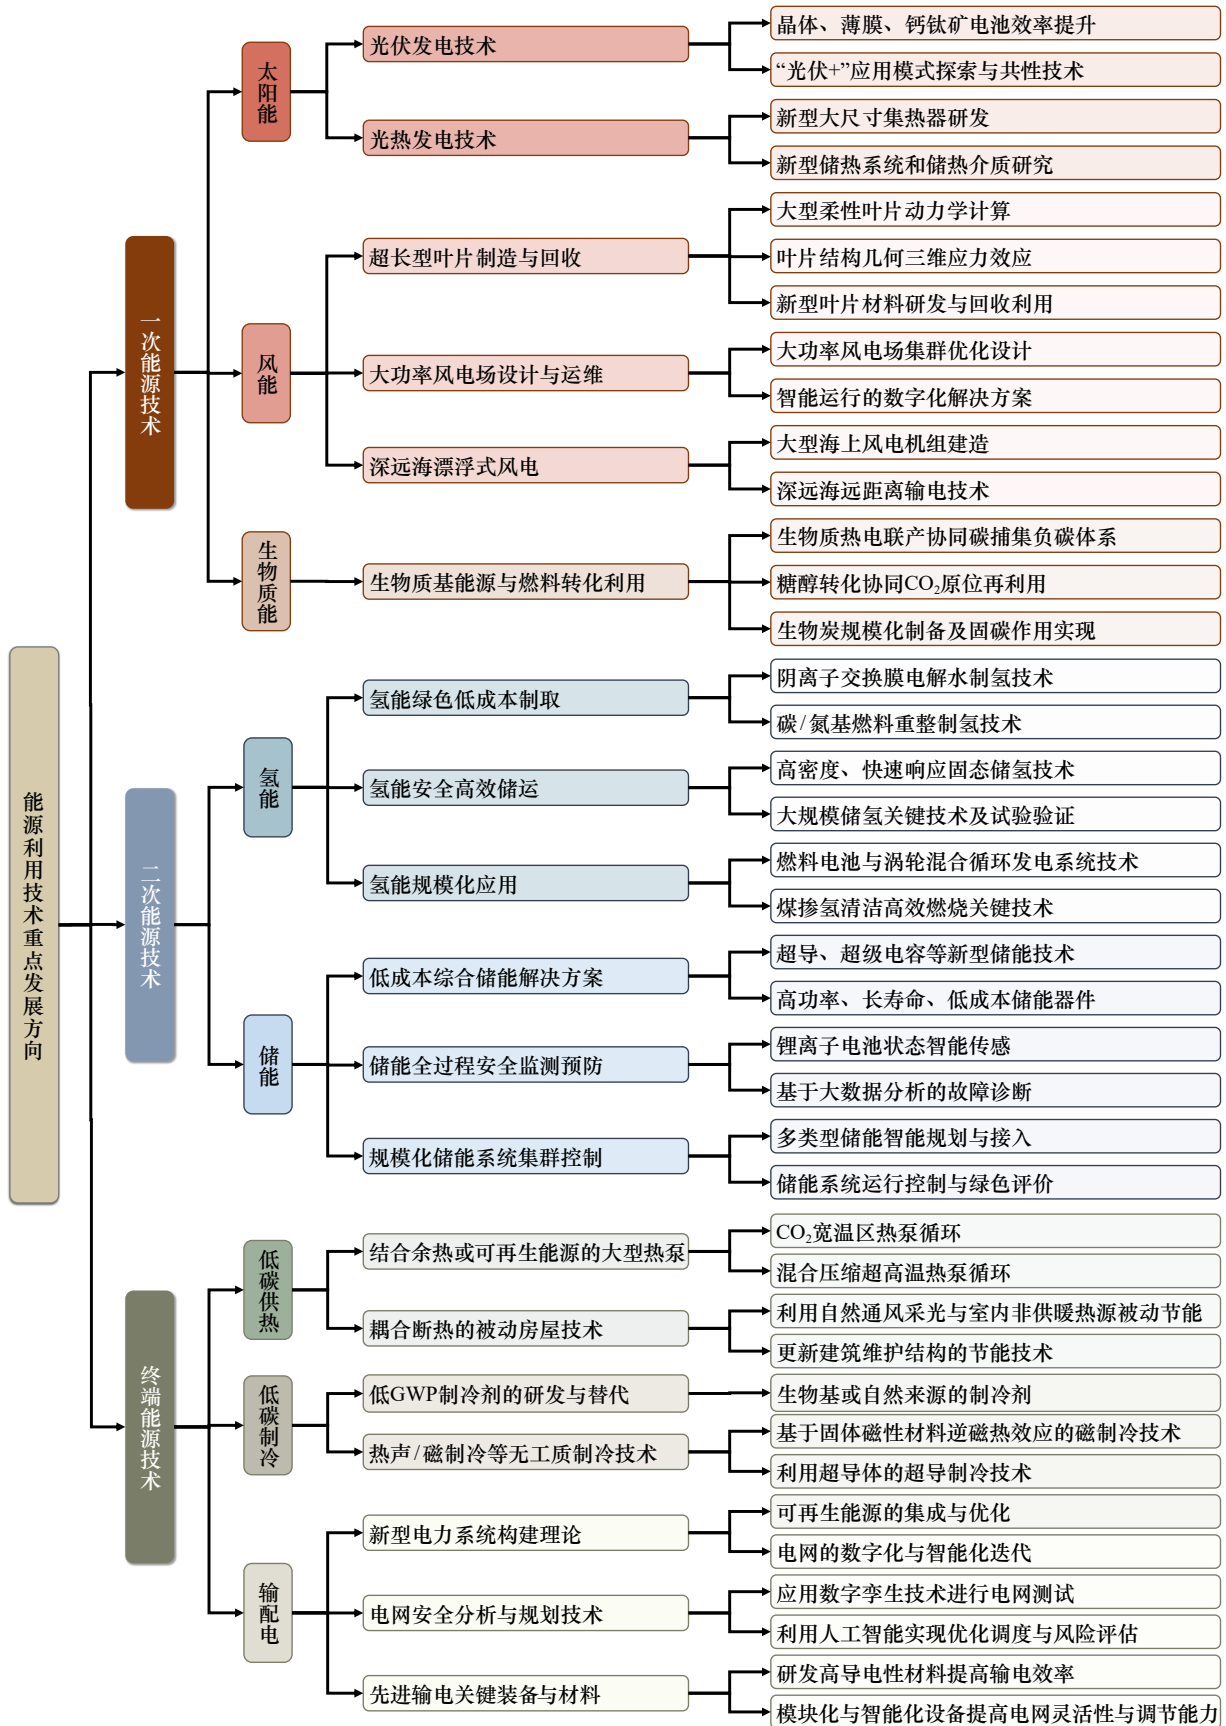 能源利用技术重点发展方向
一次能源技术
太阳能
光伏发电技术
晶体、薄膜、钙钛矿电池效率提升
“光伏+”应用模式探索与共性技术
光热发电技术
新型大尺寸集热器研发
新型储热系统和储热介质研究
风能
超长型叶片制造与回收
大型柔性叶片动力学计算
叶片结构几何三维应力效应
新型叶片材料研发与回收利用
大功率风电场设计与运维
大功率风电场集群优化设计
智能运行的数字化解决方案
深远海漂浮式风电
大型海上风电机组建造
深远海远距离输电技术
生物质能
生物质基能源与燃料转化利用
生物质热电联产协同碳捕集负碳体系
糖醇转化协同CO₂原位再利用
生物炭规模化制备及固碳作用实现
二次能源技术
氢能
氢能绿色低成本制取
阴离子交换膜电解水制氢技术
碳/氮基燃料重整制氢技术
氢能安全高效储运
高密度、快速响应固态储氢技术
大规模储氢关键技术及试验验证
氢能规模化应用
燃料电池与涡轮混合循环发电系统技术
煤掺氢清洁高效燃烧关键技术
储能
低成本综合储能解决方案
超导、超级电容等新型储能技术
高功率、长寿命、低成本储能器件
储能全过程安全监测预防
锂离子电池状态智能传感
基于大数据分析的故障诊断
规模化储能系统集群控制
多类型储能智能规划与接入
储能系统运行控制与绿色评价
终端能源技术
低碳供热
结合余热或可再生能源的大型热泵
CO₂宽温区热泵循环
混合压缩超高温热泵循环
耦合断热的被动房屋技术
利用自然通风采光与室内非供暖热源被动节能
更新建筑维护结构的节能技术
低碳制冷
低GWP制冷剂的研发与替代
生物基或自然来源的制冷剂
热声/磁制冷等无工质制冷技术
基于固体磁性材料逆磁热效应的磁制冷技术
利用超导体的超导制冷技术
输配电
新型电力系统构建理论
可再生能源的集成与优化
电网的数字化与智能化迭代
电网安全分析与规划技术
应用数字孪生技术进行电网测试
利用人工智能实现优化调度与风险评估
先进输电关键装备与材料
研发高导电性材料提高输电效率
模块化与智能化设备提高电网灵活性与调节能力